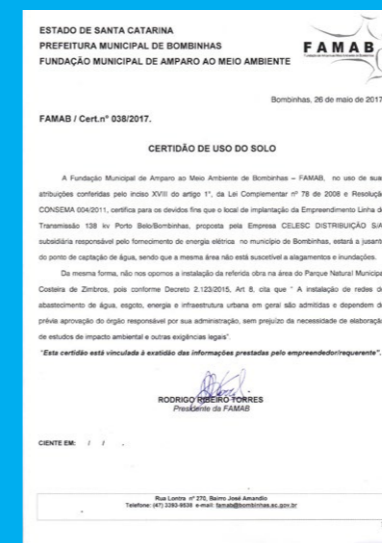 ESTADO DE SANTA CATARINA
PREFEITURA MUNICIPAL DE BOMBINHAS
FUNDAÇÃO MUNICIPAL DE AMPARO AO MEIO AMBIENTE
FAMAB
Bombinhas, 26 de maio de 2017
FAMAB / Cert.nº 038/2017.
CERTIDÃO DE USO DO SOLO
A Fundação Municipal de Amparo ao Meio Ambiente de Bombinhas – FAMAB, no uso de suas
atribuições conferidas pelo inciso XVIII do artigo 1º, da Lei Complementar nº 78 de 2008 e Resolução
CONSEMA 004/2011, certifica para os devidos fins que o local de implantação da Empreendimento Linha de
Transmissão 138 kv Porto Belo/Bombinhas, proposta pela Empresa CELESC DISTRIBUIÇÃO S/A,
subsidiária responsável pelo fornecimento de energia elétrica no município de Bombinhas, estará a jusante
do ponto de captação de água, sendo que a mesma área não está suscetível a alagamentos e inundações.
Da mesma forma, não nos opomos a instalação da referida obra na área do Parque Natural Municipal
Costeira de Zimbros, pois conforme Decreto 2.123/2015, Art 8, cita que " A instalação de redes de
abastecimento de água, esgoto, energia e infraestrutura urbana em geral são admitidas e dependem de
prévia aprovação do órgão responsável por sua administração, sem prejuízo da necessidade de elaboração
de estudos de impacto ambiental e outras exigências legais".
"Esta certidão está vinculada à exatidão das informações prestadas pelo empreendedor/requerente".
RODRIGO RIBEIRO TORRES
Presidente da FAMAB
CIENTE EM: / / .
Rua Lontra nº 270, Bairro José Amandio
Telefone: (47) 3393-9538 e-mail: famab@bombinhas.sc.gov.br